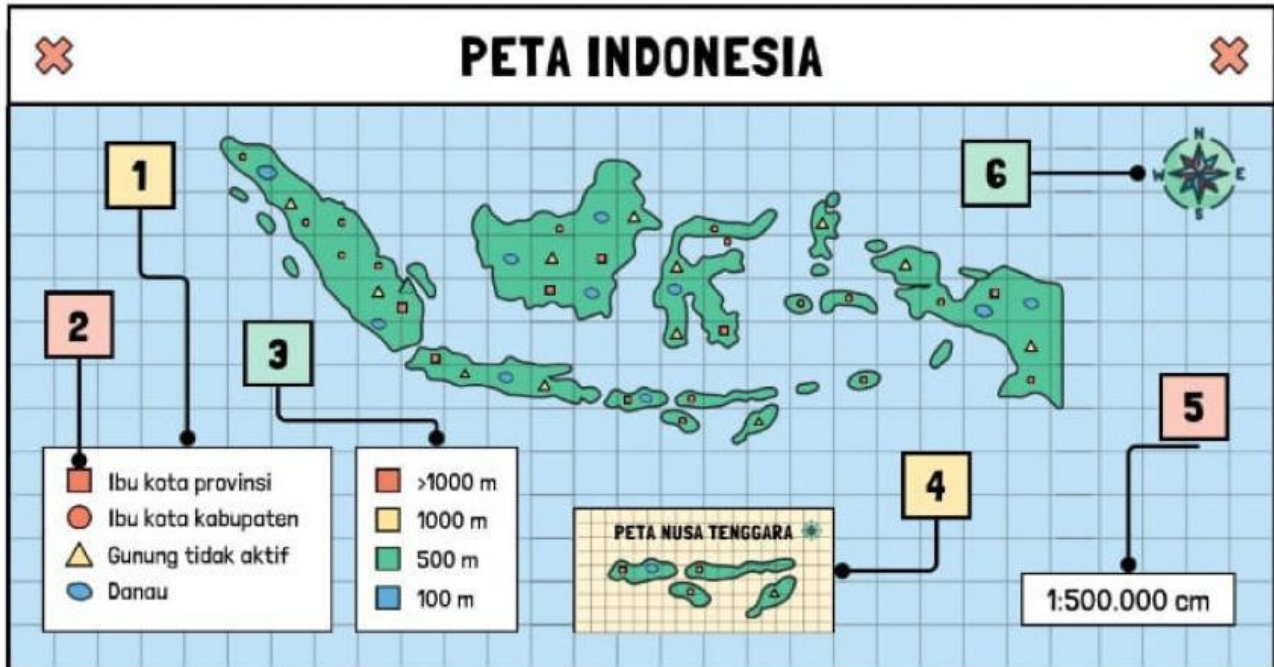 PETA INDONESIA
1
6
N
W E
S
2
3
5
4
Ibu kota provinsi
Ibu kota kabupaten
Gunung tidak aktif
Danau
>1000 m
1000 m
500 m
100 m
PETA NUSA TENGGARA
1:500.000 cm